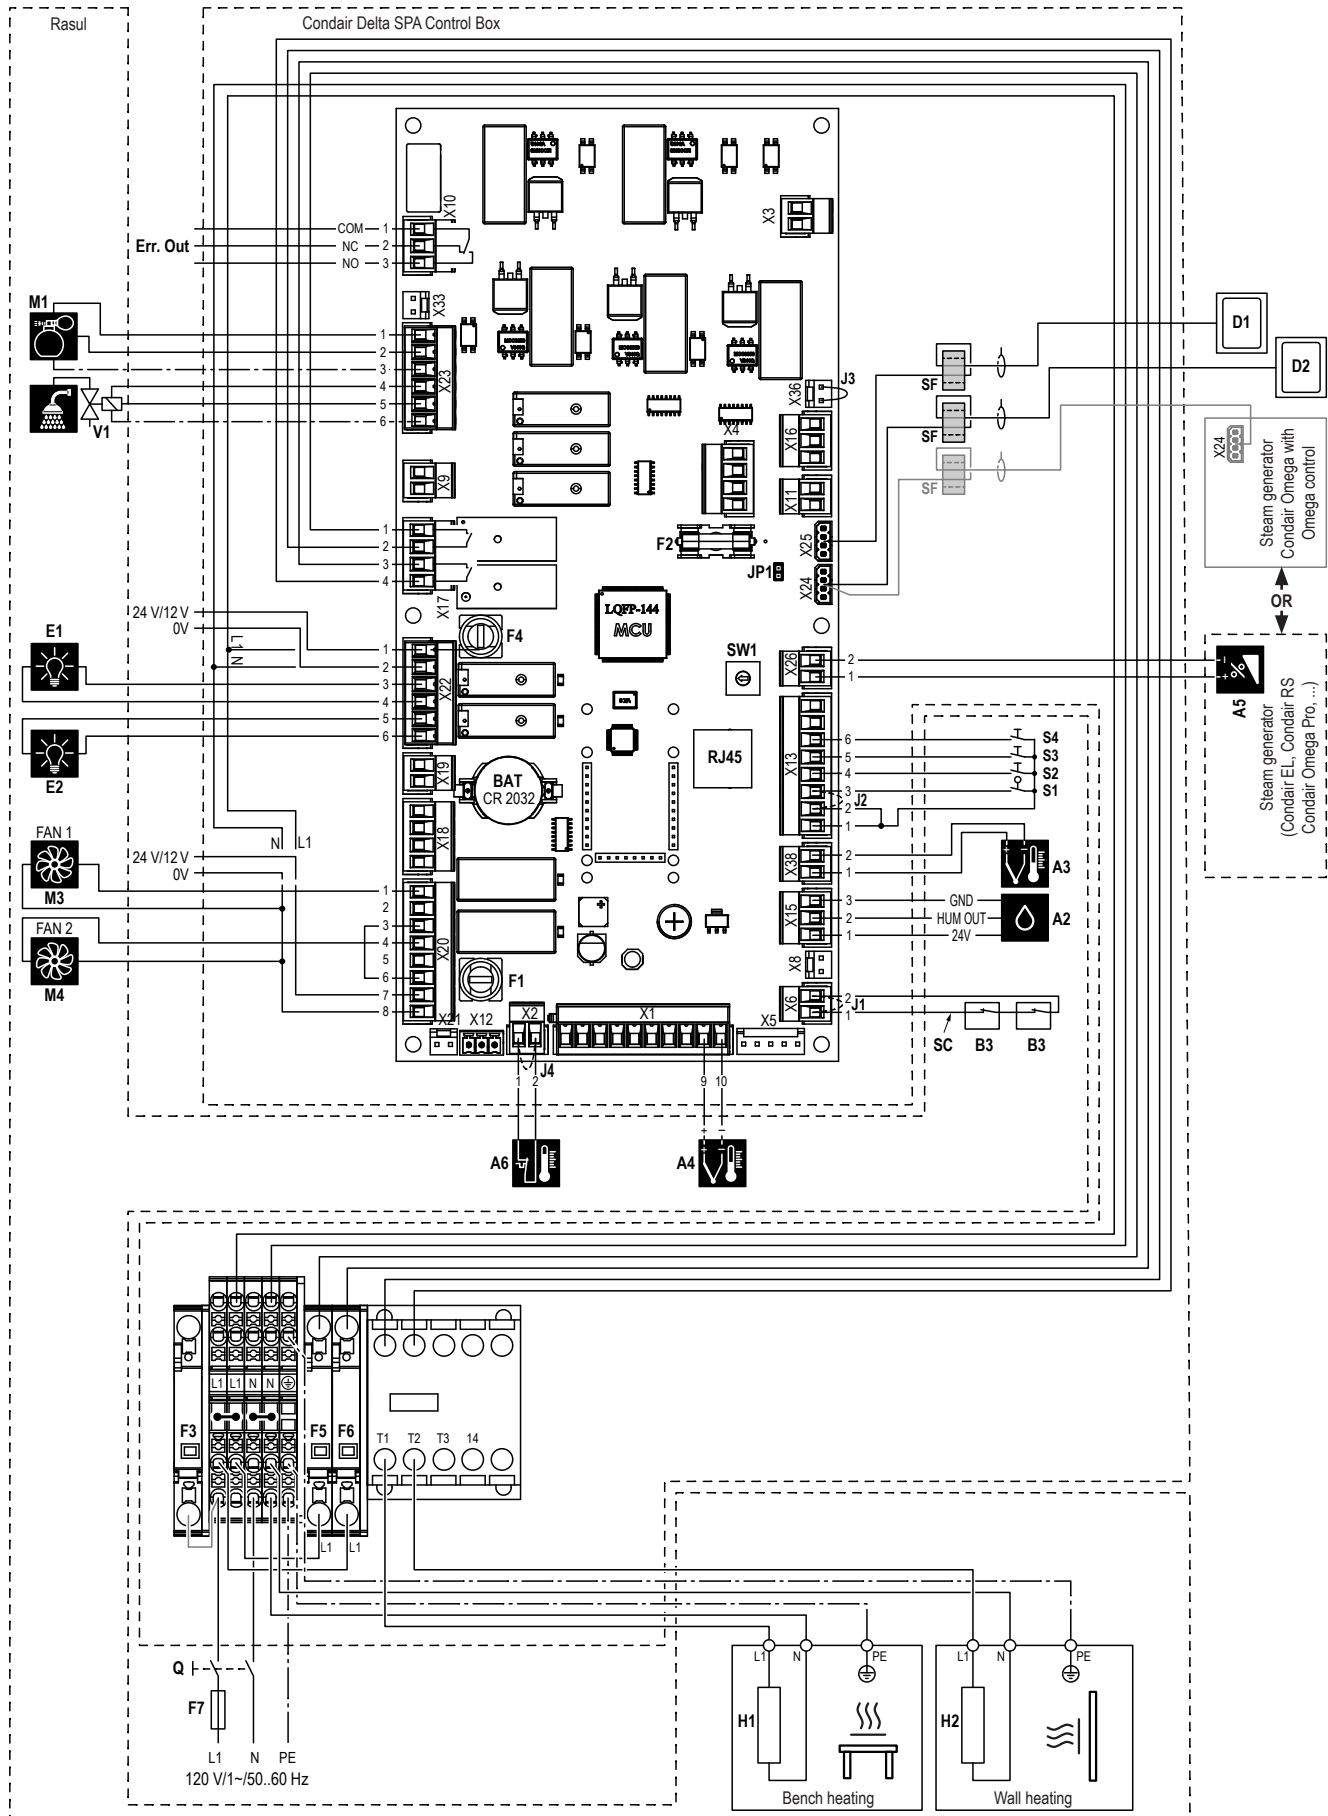 Rasul
Condair Delta SPA Control Box
X10
X3
COM 1
Err. Out NC 2
NO 3
M1
X33
D1
1
2
3
X23
4
5
6
V1
X36
J3
D2
SF
X4
X16
SF
X24
Steam generator
Condair Omega with
Omega control
X9
X11
SF
1
2
3
4
X17
F2
X25
JP1
X24
OR
24 V/12 V
0V
L1
N
LQFP-144
MCU
F4
E1
1
2
3
4
5
6
X22
SW1
X26
2
1
A5
Steam generator
(Condair EL, Condair RS
Condair Omega Pro, ...)
E2
X19
BAT
CR 2032
RJ45
X13
6
5
4
3
2
1
J2
S4
S3
S2
S1
FAN 1
M3
N
L1
24 V/12 V
0V
X18
X38
2
1
A3
FAN 2
M4
1
2
3
4
5
6
7
8
X20
X15
3 GND
2 HUM OUT
1 24V
A2
F1
X8
X6
2
1
J1
SC
B3
B3
X21
X12
X2
X1
X5
1
2
J4
9
10
+
–
A6
A4
L1 L1 N N
F3
F5
F6
T1
T2
T3
14
L1
L1
Q
F7
L1
N
PE
120 V/1~/50..60 Hz
L1
N
PE
H1
Bench heating
L1
N
PE
H2
Wall heating